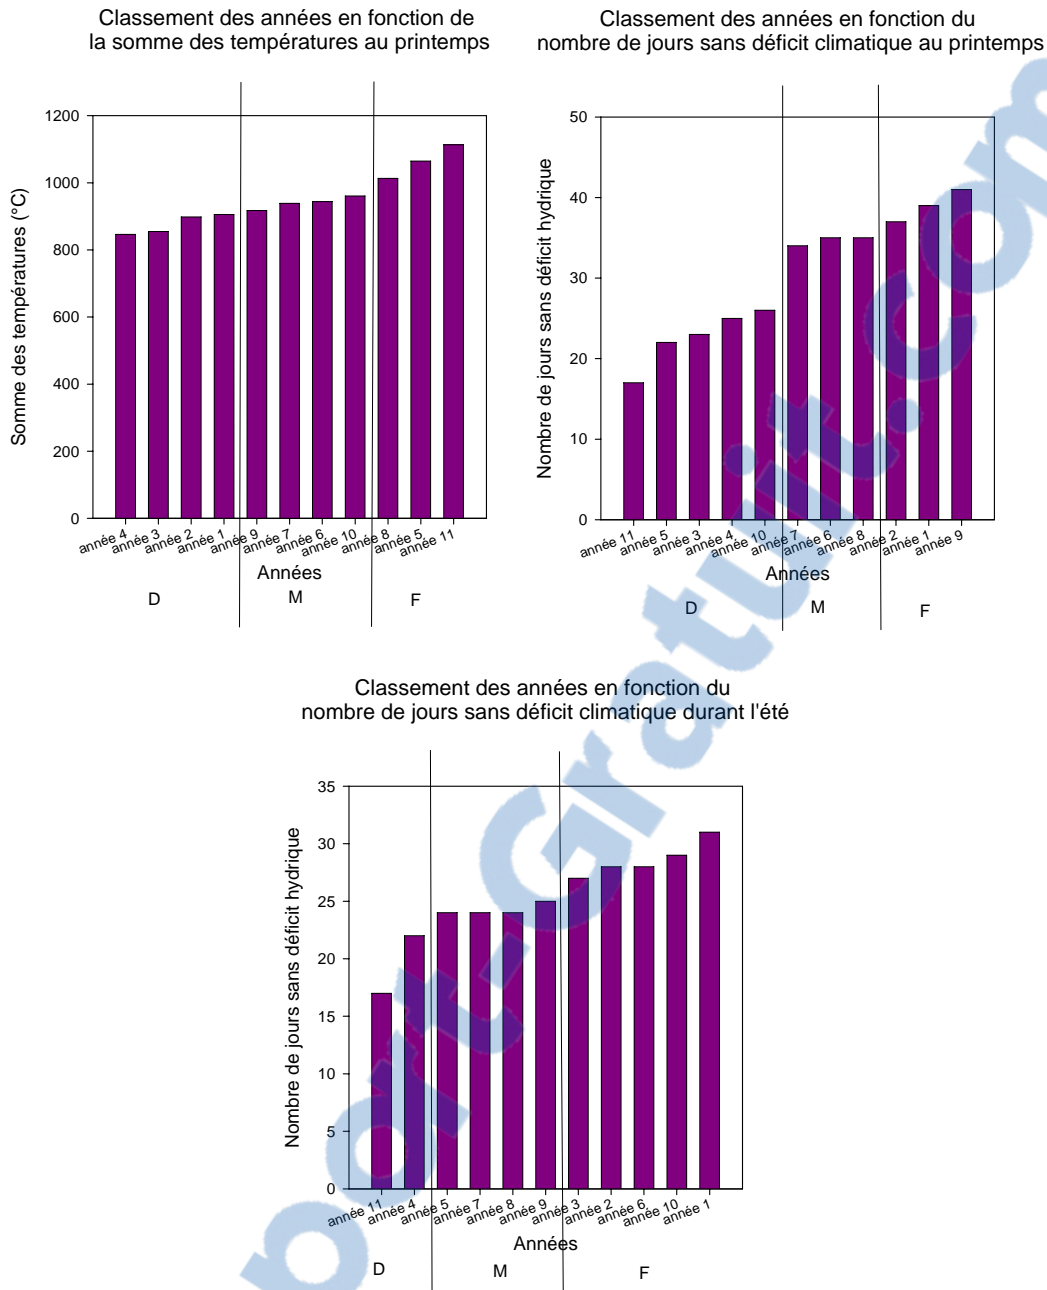 Classement des années en fonction de
la somme des températures au printemps
Classement des années en fonction du
nombre de jours sans déficit climatique au printemps
Somme des températures (°C)
1200
1000
800
600
400
200
0
année 4
année 3
année 2
année 1
année 9
année 7
année 6
année 10
année 8
année 5
année 11
Années
D
M
F
Nombre de jours sans déficit hydrique
50
40
30
20
10
0
année 11
année 5
année 3
année 4
année 10
année 7
année 6
année 8
année 2
année 1
année 9
Années
D
M
F
Classement des années en fonction du
nombre de jours sans déficit climatique durant l'été
Nombre de jours sans déficit hydrique
35
30
25
20
15
10
5
0
année 11
année 4
année 5
année 7
année 8
année 9
année 3
année 2
année 6
année 10
année 1
Années
D
M
F
port-Gratuit.com